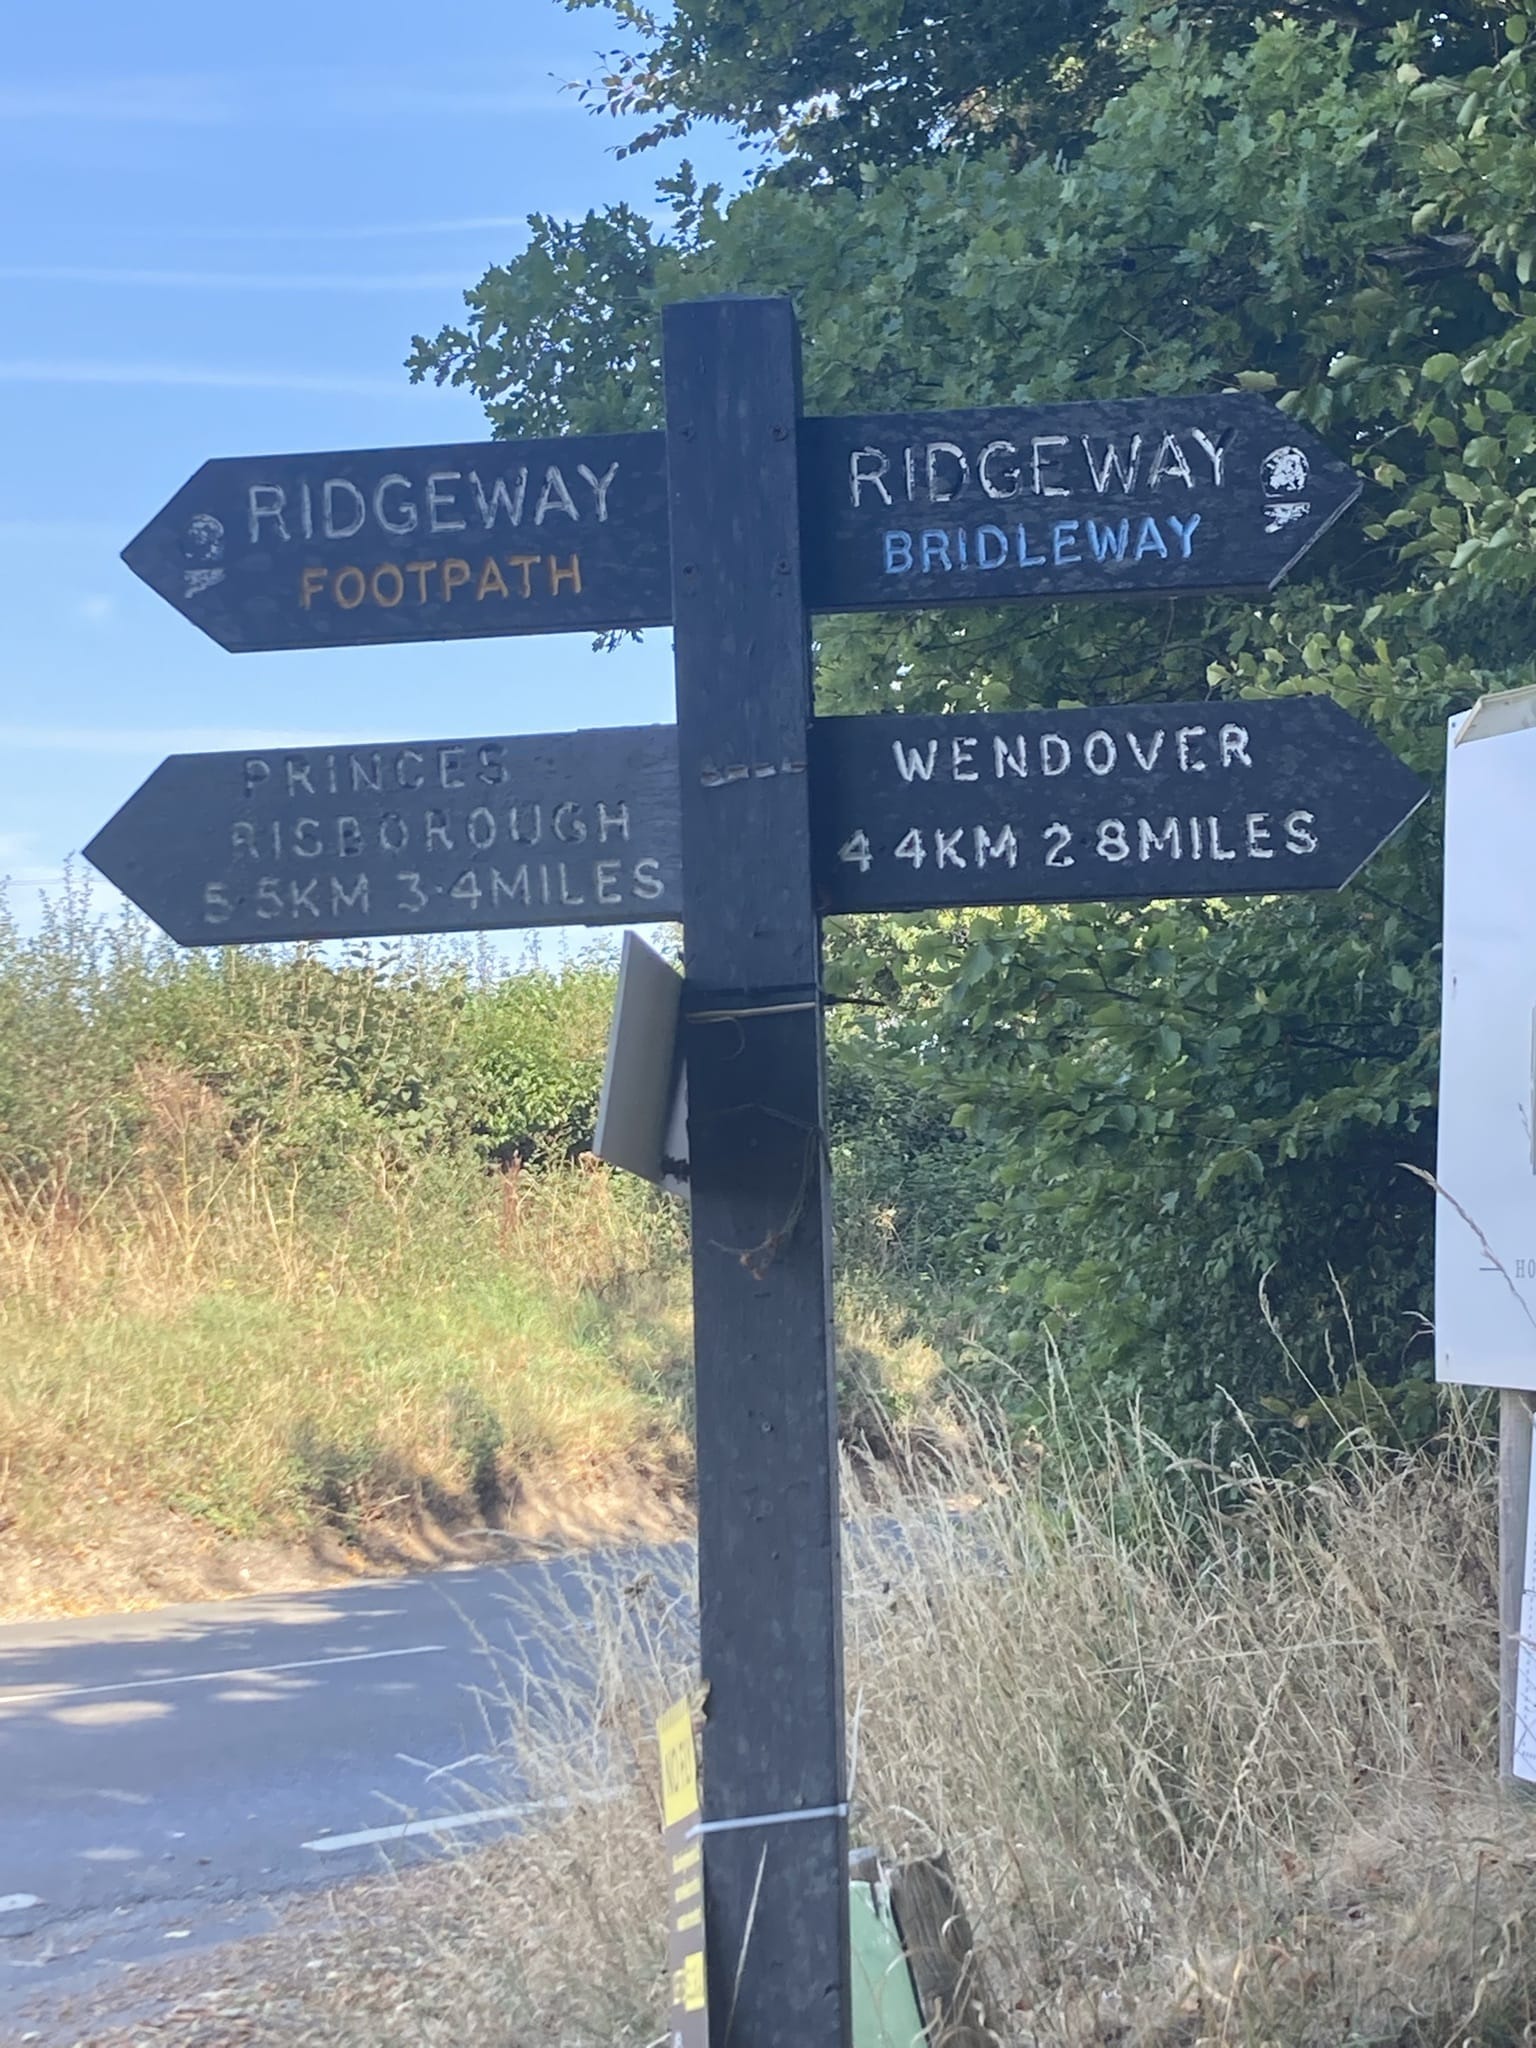 RIDGEWAY
FOOTPATH
RIDGEWAY
BRIDLEWAY
PRINCES
RISBOROUGH
5·5KM 3·4MILES
WENDOVER
4 4KM 2 8MILES